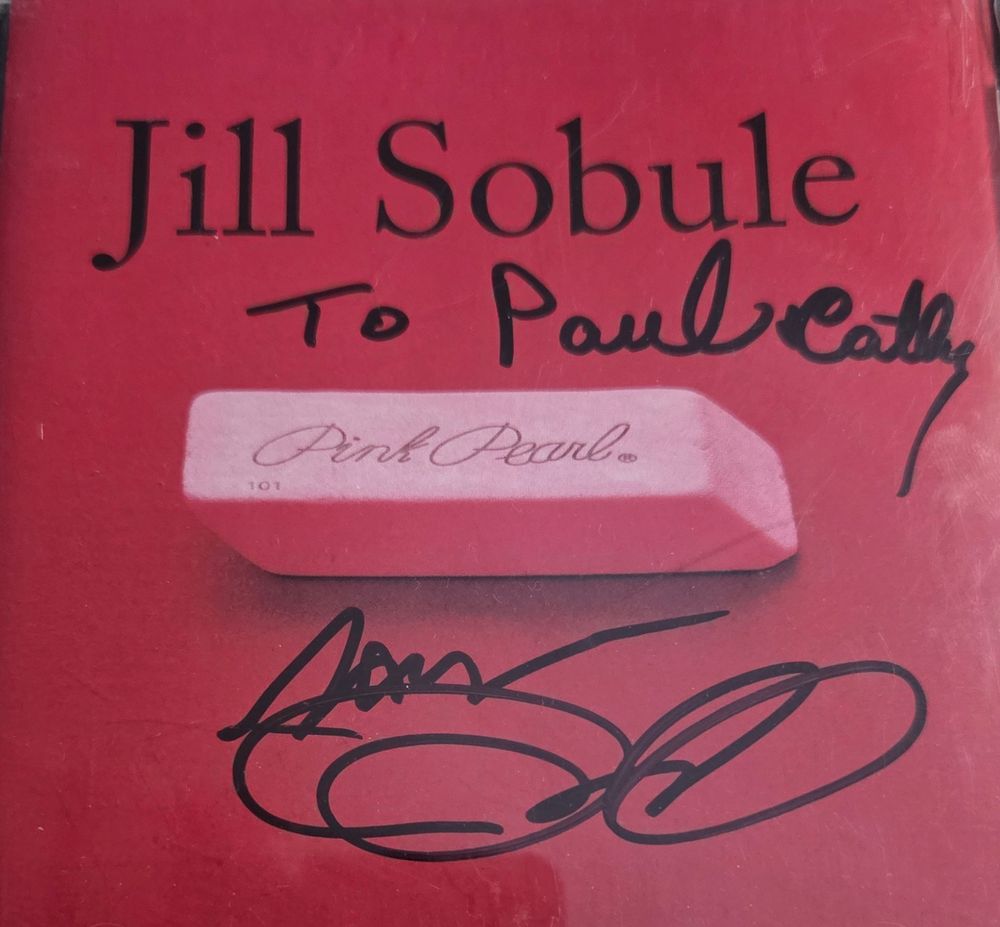 Jill Sobule
To Paul + Cathy
Pink Pearl®
101